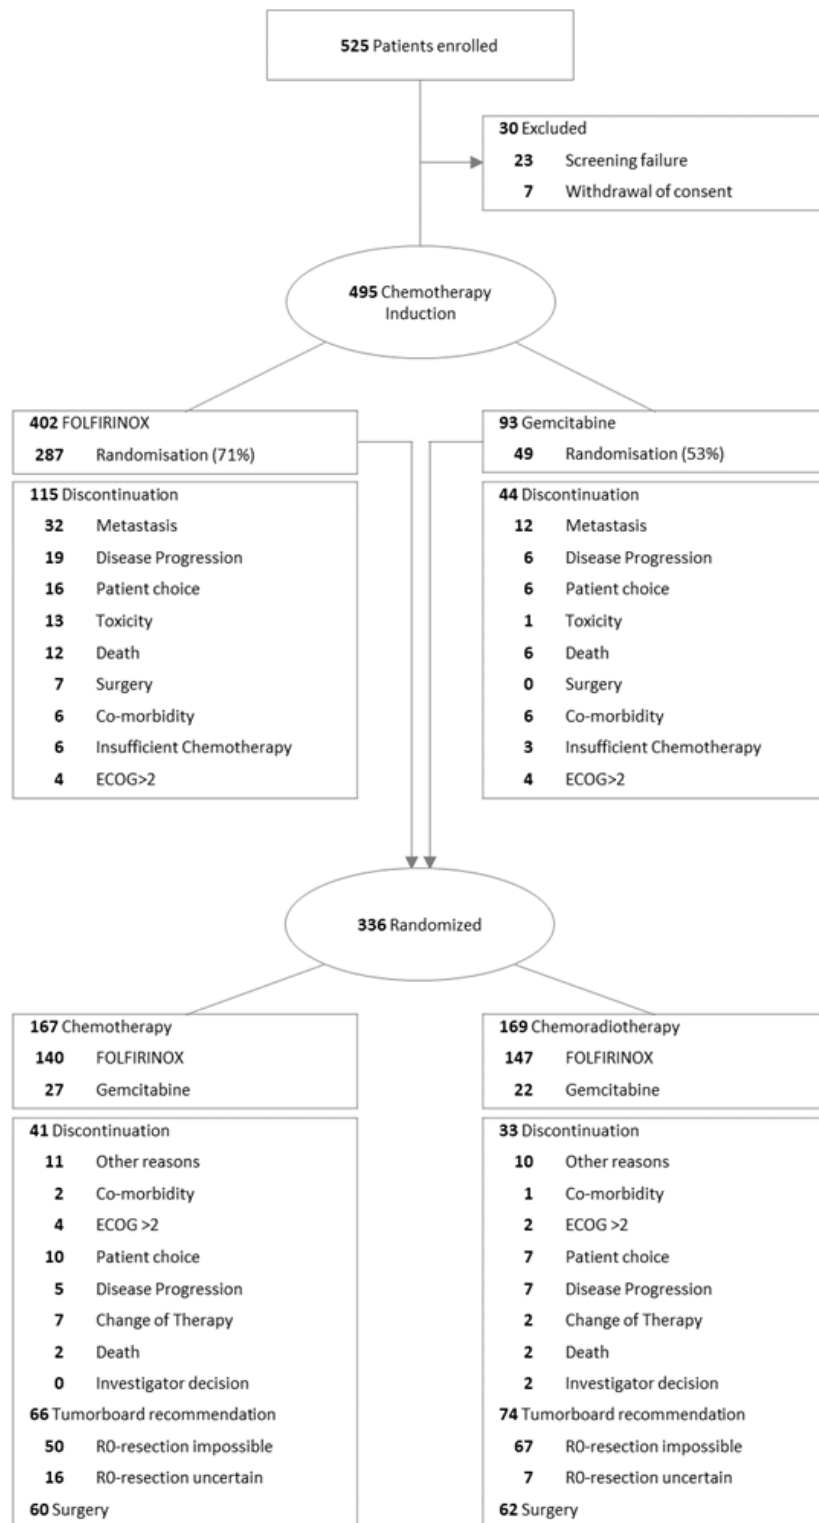 525 Patients enrolled
30 Excluded
23 Screening failure
7 Withdrawal of consent
495 Chemotherapy
Induction
402 FOLFIRINOX
287 Randomisation (71%)
115 Discontinuation
32 Metastasis
19 Disease Progression
16 Patient choice
13 Toxicity
12 Death
7 Surgery
6 Co-morbidity
6 Insufficient Chemotherapy
4 ECOG>2
93 Gemcitabine
49 Randomisation (53%)
44 Discontinuation
12 Metastasis
6 Disease Progression
6 Patient choice
1 Toxicity
6 Death
0 Surgery
6 Co-morbidity
3 Insufficient Chemotherapy
4 ECOG>2
336 Randomized
167 Chemotherapy
140 FOLFIRINOX
27 Gemcitabine
41 Discontinuation
11 Other reasons
2 Co-morbidity
4 ECOG >2
10 Patient choice
5 Disease Progression
7 Change of Therapy
2 Death
0 Investigator decision
66 Tumorboard recommendation
50 R0-resection impossible
16 R0-resection uncertain
60 Surgery
169 Chemoradiotherapy
147 FOLFIRINOX
22 Gemcitabine
33 Discontinuation
10 Other reasons
1 Co-morbidity
2 ECOG >2
7 Patient choice
7 Disease Progression
2 Change of Therapy
2 Death
2 Investigator decision
74 Tumorboard recommendation
67 R0-resection impossible
7 R0-resection uncertain
62 Surgery